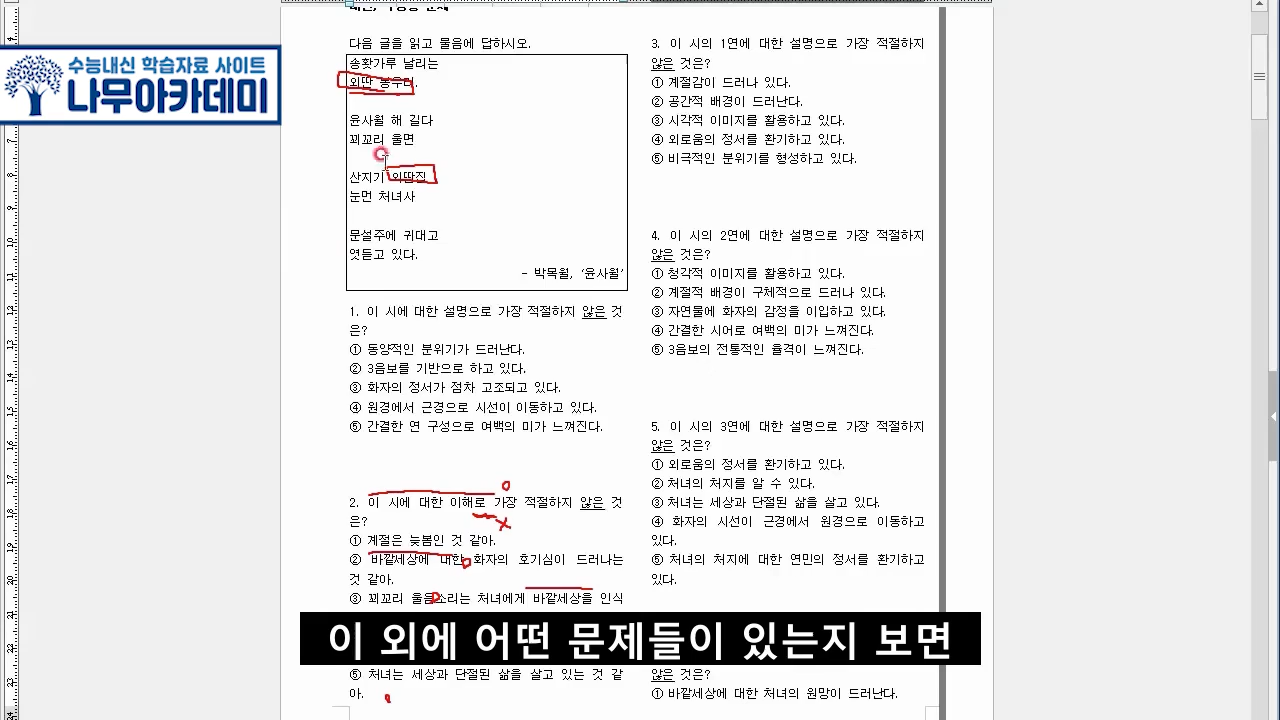 수능내신 학습자료 사이트
나무아카데미
다음 글을 읽고 물음에 답하시오.
송홧가루 날리는
외딴 봉우리.
윤사월 해 길다
꾀꼬리 울면
산지기 외딴집
눈먼 처녀사
문설주에 귀대고
엿듣고 있다.
- 박목월, ‘윤사월’
1. 이 시에 대한 설명으로 가장 적절하지 않은 것
은?
① 동양적인 분위기가 드러난다.
② 3음보를 기반으로 하고 있다.
③ 화자의 정서가 점차 고조되고 있다.
④ 원경에서 근경으로 시선이 이동하고 있다.
⑤ 간결한 연 구성으로 여백의 미가 느껴진다.
2. 이 시에 대한 이해로 가장 적절하지 않은 것
은?
① 계절은 늦봄인 것 같아.
② 바깥세상에 대한 화자의 호기심이 드러나는
것 같아.
③ 꾀꼬리 울음소리는 처녀에게 바깥세상을 인식
⑤ 처녀는 세상과 단절된 삶을 살고 있는 것 같
아.
3. 이 시의 1연에 대한 설명으로 가장 적절하지
않은 것은?
① 계절감이 드러나 있다.
② 공간적 배경이 드러난다.
③ 시각적 이미지를 활용하고 있다.
④ 외로움의 정서를 환기하고 있다.
⑤ 비극적인 분위기를 형성하고 있다.
4. 이 시의 2연에 대한 설명으로 가장 적절하지
않은 것은?
① 청각적 이미지를 활용하고 있다.
② 계절적 배경이 구체적으로 드러나 있다.
③ 자연물에 화자의 감정을 이입하고 있다.
④ 간결한 시어로 여백의 미가 느껴진다.
⑤ 3음보의 전통적인 율격이 느껴진다.
5. 이 시의 3연에 대한 설명으로 가장 적절하지
않은 것은?
① 외로움의 정서를 환기하고 있다.
② 처녀의 처지를 알 수 있다.
③ 처녀는 세상과 단절된 삶을 살고 있다.
④ 화자의 시선이 근경에서 원경으로 이동하고
있다.
⑤ 처녀의 처지에 대한 연민의 정서를 환기하고
있다.
않은 것은?
① 바깥세상에 대한 처녀의 원망이 드러난다.
이 외에 어떤 문제들이 있는지 보면